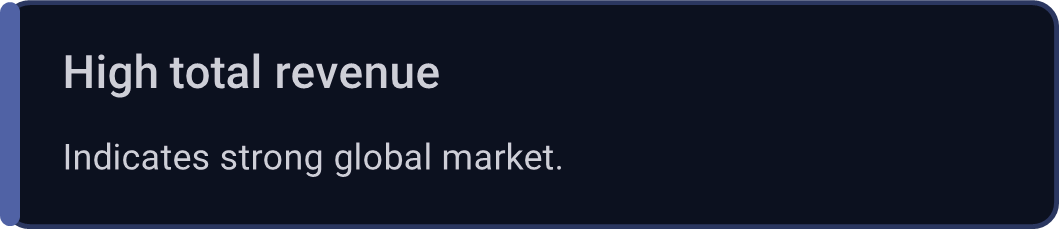 High total revenue
Indicates strong global market.